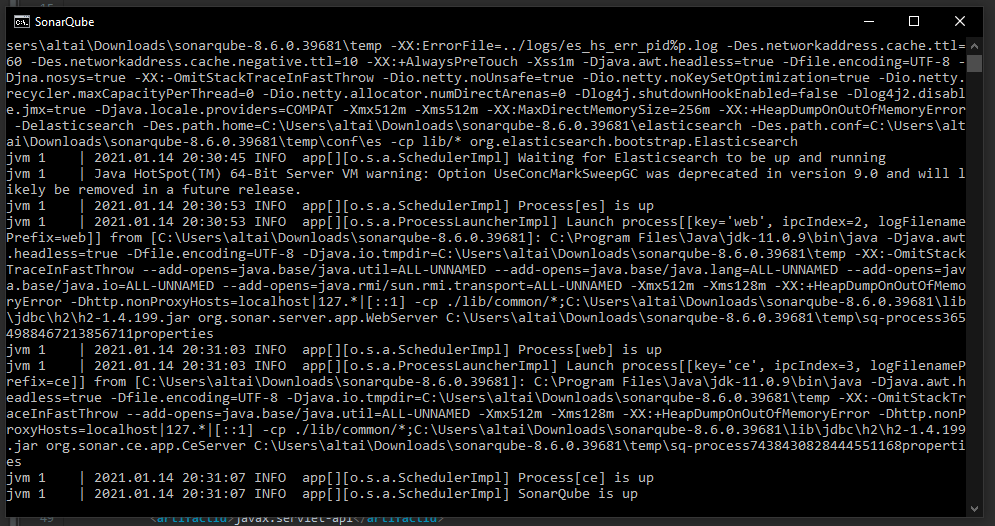 SonarQube
sers\altai\Downloads\sonarqube-8.6.0.39681\temp -XX:ErrorFile=../logs/es_hs_err_pid%p.log -Des.networkaddress.cache.ttl=
60 -Des.networkaddress.cache.negative.ttl=10 -XX:+AlwaysPreTouch -Xss1m -Djava.awt.headless=true -Dfile.encoding=UTF-8 -
Djna.nosys=true -XX:-OmitStackTraceInFastThrow -Dio.netty.noUnsafe=true -Dio.netty.noKeySetOptimization=true -Dio.netty.
recycler.maxCapacityPerThread=0 -Dio.netty.allocator.numDirectArenas=0 -Dlog4j.shutdownHookEnabled=false -Dlog4j2.disabl
e.jmx=true -Djava.locale.providers=COMPAT -Xmx512m -Xms512m -XX:MaxDirectMemorySize=256m -XX:+HeapDumpOnOutOfMemoryError
 -Delasticsearch -Des.path.home=C:\Users\altai\Downloads\sonarqube-8.6.0.39681\elasticsearch -Des.path.conf=C:\Users\alt
ai\Downloads\sonarqube-8.6.0.39681\temp\conf\es -cp lib/* org.elasticsearch.bootstrap.Elasticsearch
jvm 1    | 2021.01.14 20:30:45 INFO  app[][o.s.a.SchedulerImpl] Waiting for Elasticsearch to be up and running
jvm 1    | Java HotSpot(TM) 64-Bit Server VM warning: Option UseConcMarkSweepGC was deprecated in version 9.0 and will l
ikely be removed in a future release.
jvm 1    | 2021.01.14 20:30:53 INFO  app[][o.s.a.SchedulerImpl] Process[es] is up
jvm 1    | 2021.01.14 20:30:53 INFO  app[][o.s.a.ProcessLauncherImpl] Launch process[[key='web', ipcIndex=2, logFilename
Prefix=web]] from [C:\Users\altai\Downloads\sonarqube-8.6.0.39681]: C:\Program Files\Java\jdk-11.0.9\bin\java -Djava.awt
.headless=true -Dfile.encoding=UTF-8 -Djava.io.tmpdir=C:\Users\altai\Downloads\sonarqube-8.6.0.39681\temp -XX:-OmitStack
TraceInFastThrow --add-opens=java.base/java.util=ALL-UNNAMED --add-opens=java.base/java.lang=ALL-UNNAMED --add-opens=jav
a.base/java.io=ALL-UNNAMED --add-opens=java.rmi/sun.rmi.transport=ALL-UNNAMED -Xmx512m -Xms128m -XX:+HeapDumpOnOutOfMemo
ryError -Dhttp.nonProxyHosts=localhost|127.*|[::1] -cp ./lib/common/*;C:\Users\altai\Downloads\sonarqube-8.6.0.39681\lib
\jdbc\h2\h2-1.4.199.jar org.sonar.server.app.WebServer C:\Users\altai\Downloads\sonarqube-8.6.0.39681\temp\sq-process365
4988467213856711properties
jvm 1    | 2021.01.14 20:31:03 INFO  app[][o.s.a.SchedulerImpl] Process[web] is up
jvm 1    | 2021.01.14 20:31:03 INFO  app[][o.s.a.ProcessLauncherImpl] Launch process[[key='ce', ipcIndex=3, logFilenameP
refix=ce]] from [C:\Users\altai\Downloads\sonarqube-8.6.0.39681]: C:\Program Files\Java\jdk-11.0.9\bin\java -Djava.awt.h
eadless=true -Dfile.encoding=UTF-8 -Djava.io.tmpdir=C:\Users\altai\Downloads\sonarqube-8.6.0.39681\temp -XX:-OmitStackTr
aceInFastThrow --add-opens=java.base/java.util=ALL-UNNAMED -Xmx512m -Xms128m -XX:+HeapDumpOnOutOfMemoryError -Dhttp.nonP
roxyHosts=localhost|127.*|[::1] -cp ./lib/common/*;C:\Users\altai\Downloads\sonarqube-8.6.0.39681\lib\jdbc\h2\h2-1.4.199
.jar org.sonar.ce.app.CeServer C:\Users\altai\Downloads\sonarqube-8.6.0.39681\temp\sq-process7438430828444551168properti
es
jvm 1    | 2021.01.14 20:31:07 INFO  app[][o.s.a.SchedulerImpl] Process[ce] is up
jvm 1    | 2021.01.14 20:31:07 INFO  app[][o.s.a.SchedulerImpl] SonarQube is up
49 <artifactId>javax.servlet-api</artifactId>